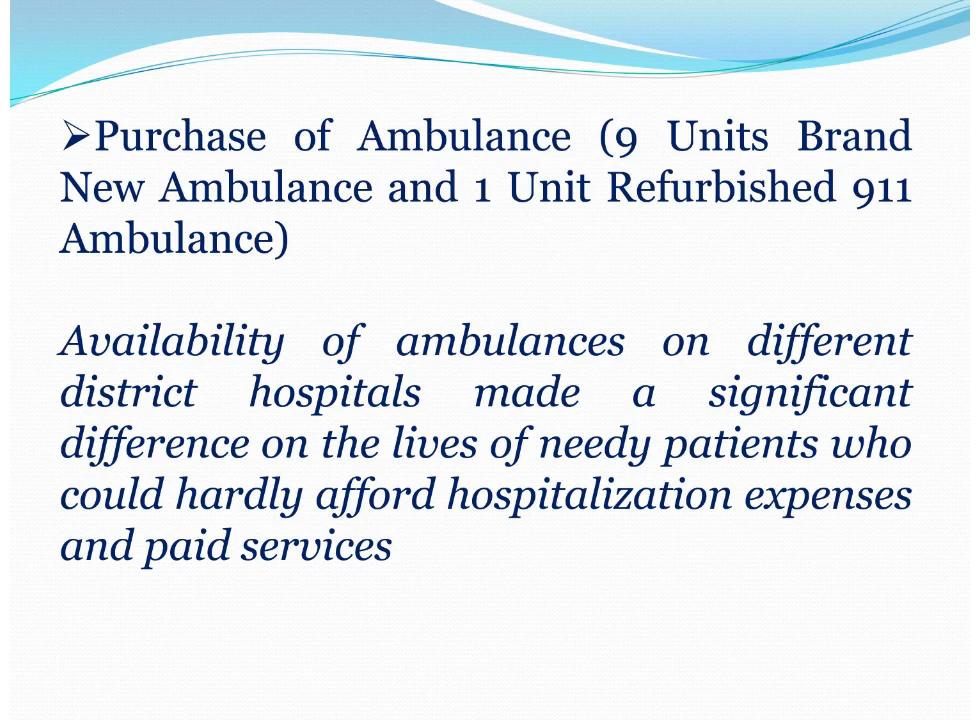 ➢Purchase of Ambulance (9 Units Brand
New Ambulance and 1 Unit Refurbished 911
Ambulance)
Availability of ambulances on different
district hospitals made a significant
difference on the lives of needy patients who
could hardly afford hospitalization expenses
and paid services